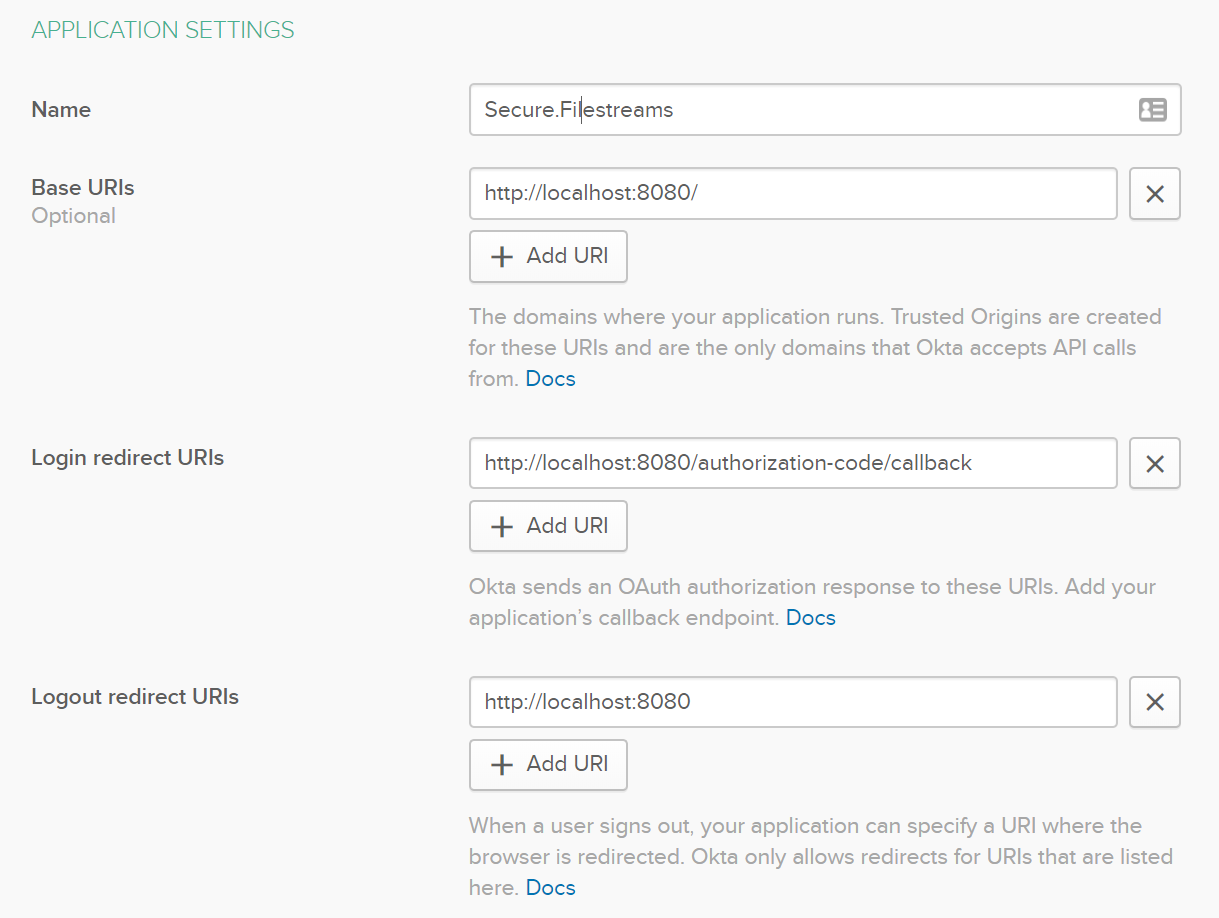 APPLICATION SETTINGS
Name
Secure.Filestreams
Base URIs
Optional
http://localhost:8080/
Add URI
The domains where your application runs. Trusted Origins are created
for these URIs and are the only domains that Okta accepts API calls
from. Docs
Login redirect URIs
http://localhost:8080/authorization-code/callback
Add URI
Okta sends an OAuth authorization response to these URIs. Add your
application’s callback endpoint. Docs
Logout redirect URIs
http://localhost:8080
Add URI
When a user signs out, your application can specify a URI where the
browser is redirected. Okta only allows redirects for URIs that are listed
here. Docs